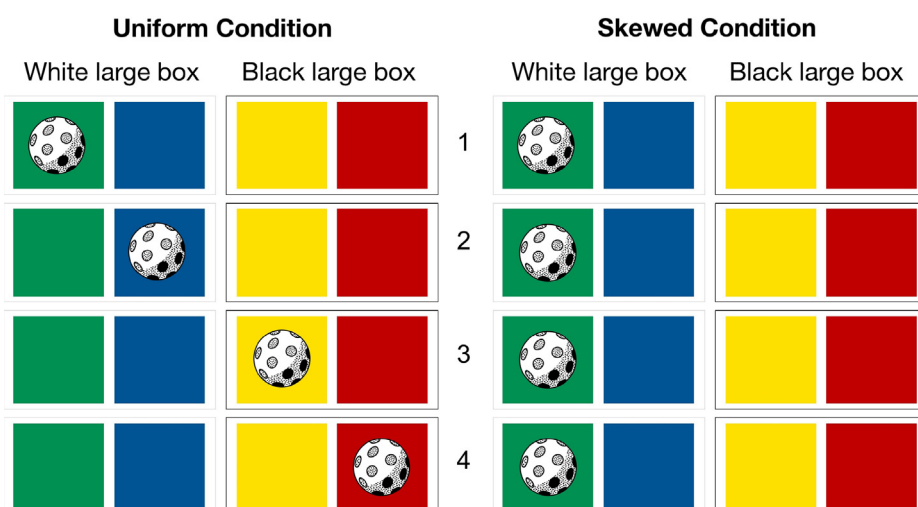 Uniform Condition
Skewed Condition
White large box
Black large box
White large box
Black large box
1
2
3
4